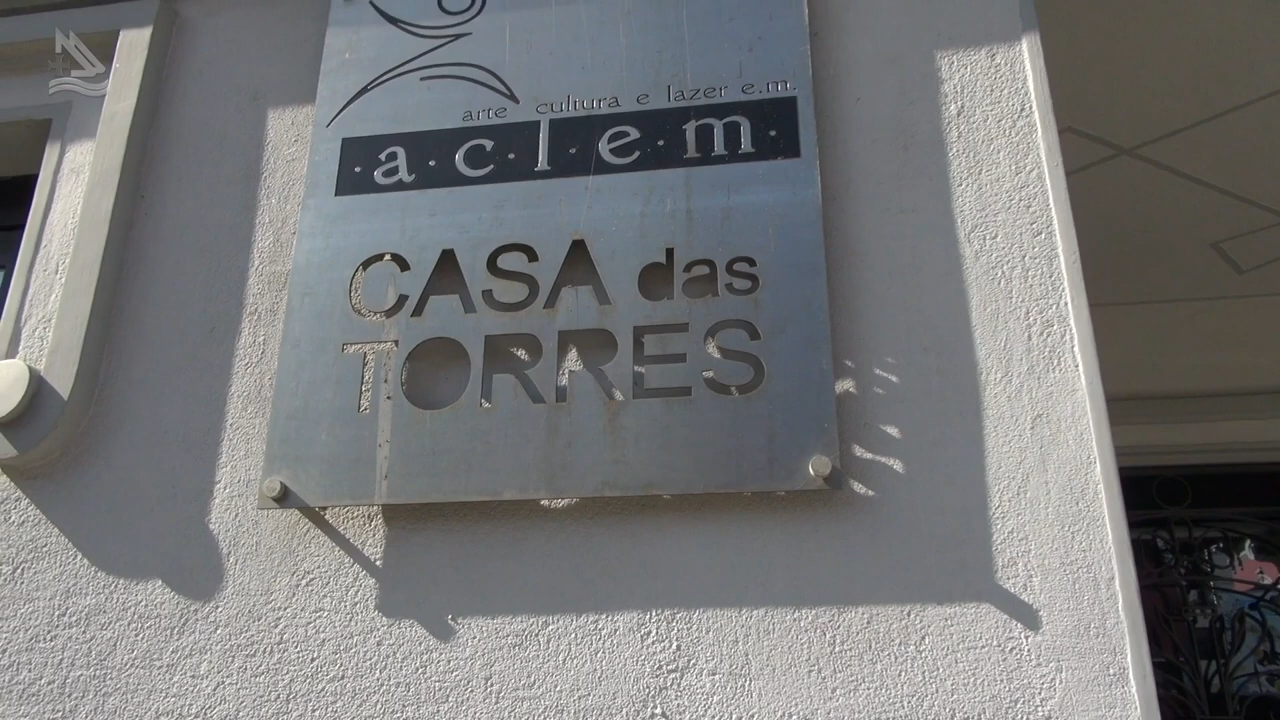 arte cultura e lazer e.m.
·a·c·l·e·m·
CASA das
TORRES